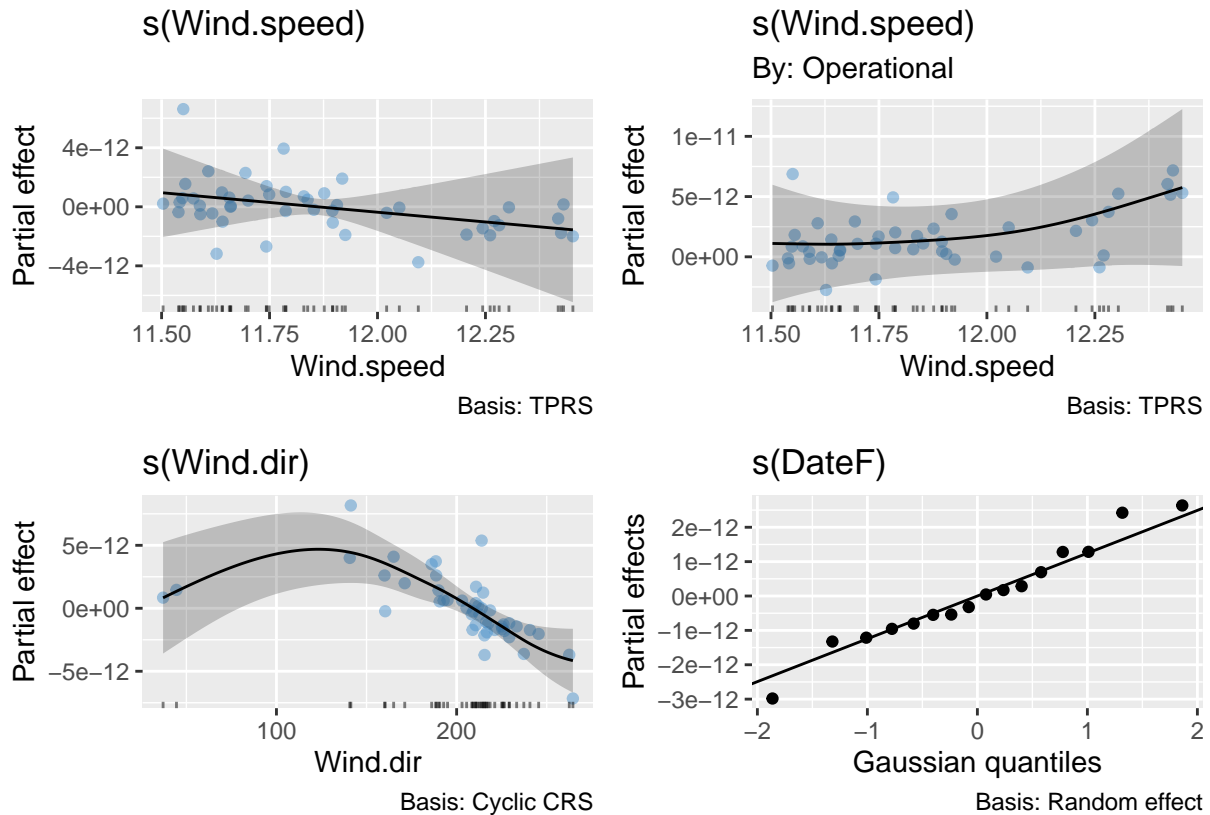 s(Wind.speed)
Partial effect
4e−12
0e+00
−4e−12
11.50 11.75 12.00 12.25
Wind.speed
Basis: TPRS
s(Wind.speed)
By: Operational
Partial effect
1e−11
5e−12
0e+00
11.50 11.75 12.00 12.25
Wind.speed
Basis: TPRS
s(Wind.dir)
Partial effect
5e−12
0e+00
−5e−12
100 200
Wind.dir
Basis: Cyclic CRS
s(DateF)
Partial effects
2e−12
1e−12
0e+00
−1e−12
−2e−12
−3e−12
−2 −1 0 1 2
Gaussian quantiles
Basis: Random effect